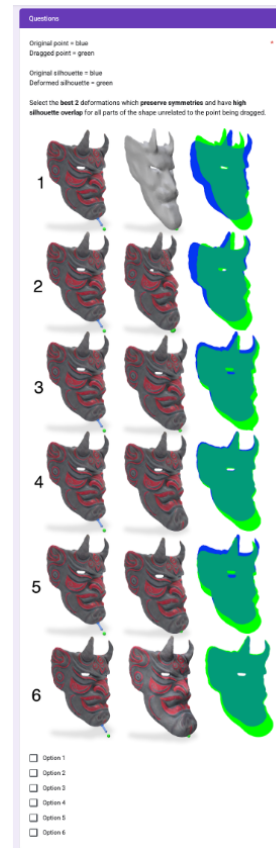 Questions
Original point = blue
*
Dragged point = green
Original silhouette = blue
Deformed silhouette = green
Select the best 2 deformations which preserve symmetries and have high
silhouette overlap for all parts of the shape unrelated to the point being dragged.
1
2
3
4
5
6
Option 1
Option 2
Option 3
Option 4
Option 5
Option 6